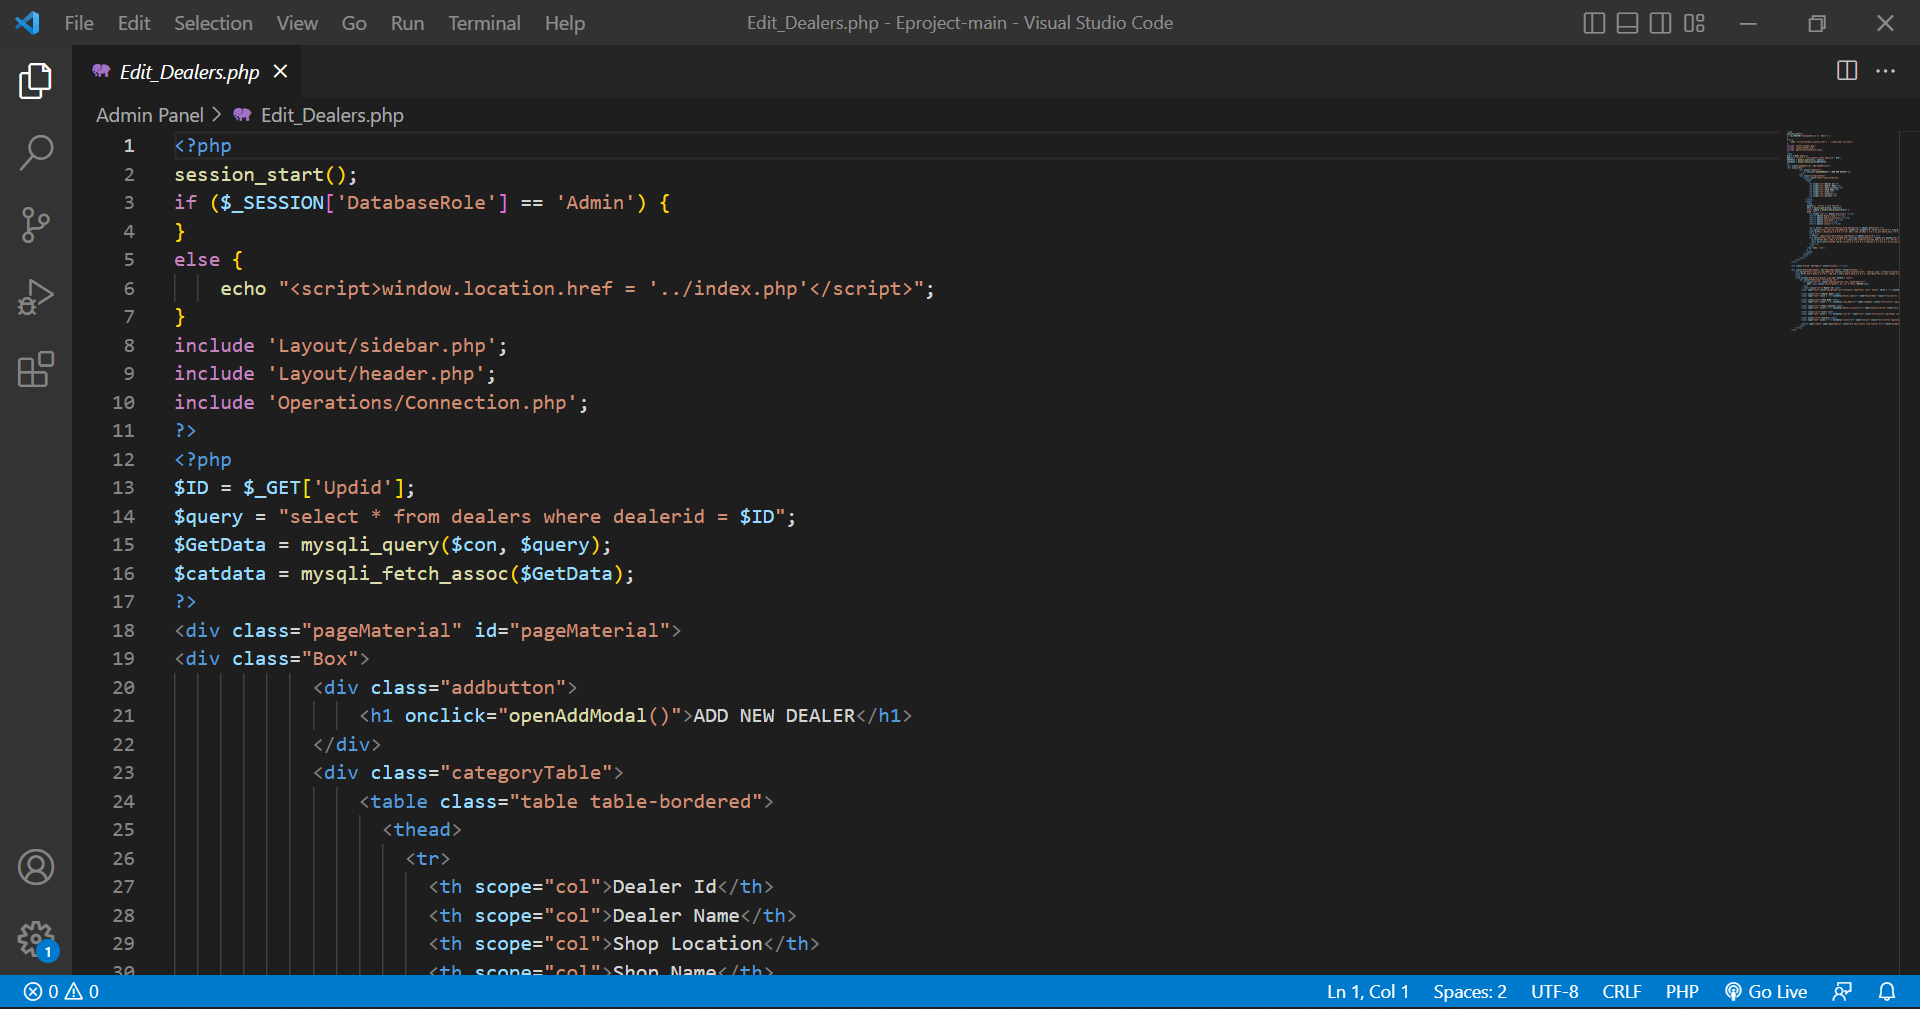 File Edit Selection View Go Run Terminal Help Edit_Dealers.php - Eproject-main - Visual Studio Code
Edit_Dealers.php
Admin Panel > Edit_Dealers.php
1 <?php
2 session_start();
3 if ($_SESSION['DatabaseRole'] == 'Admin') {
4 }
5 else {
6 echo "<script>window.location.href = '../index.php'</script>";
7 }
8 include 'Layout/sidebar.php';
9 include 'Layout/header.php';
10 include 'Operations/Connection.php';
11 ?>
12 <?php
13 $ID = $_GET['Updid'];
14 $query = "select * from dealers where dealerid = $ID";
15 $GetData = mysqli_query($con, $query);
16 $catdata = mysqli_fetch_assoc($GetData);
17 ?>
18 <div class="pageMaterial" id="pageMaterial">
19 <div class="Box">
20 <div class="addbutton">
21 <h1 onclick="openAddModal()">ADD NEW DEALER</h1>
22 </div>
23 <div class="categoryTable">
24 <table class="table table-bordered">
25 <thead>
26 <tr>
27 <th scope="col">Dealer Id</th>
28 <th scope="col">Dealer Name</th>
29 <th scope="col">Shop Location</th>
30 <th scope="col">Shop Name</th>
1
0 0 Ln 1, Col 1 Spaces: 2 UTF-8 CRLF PHP Go Live